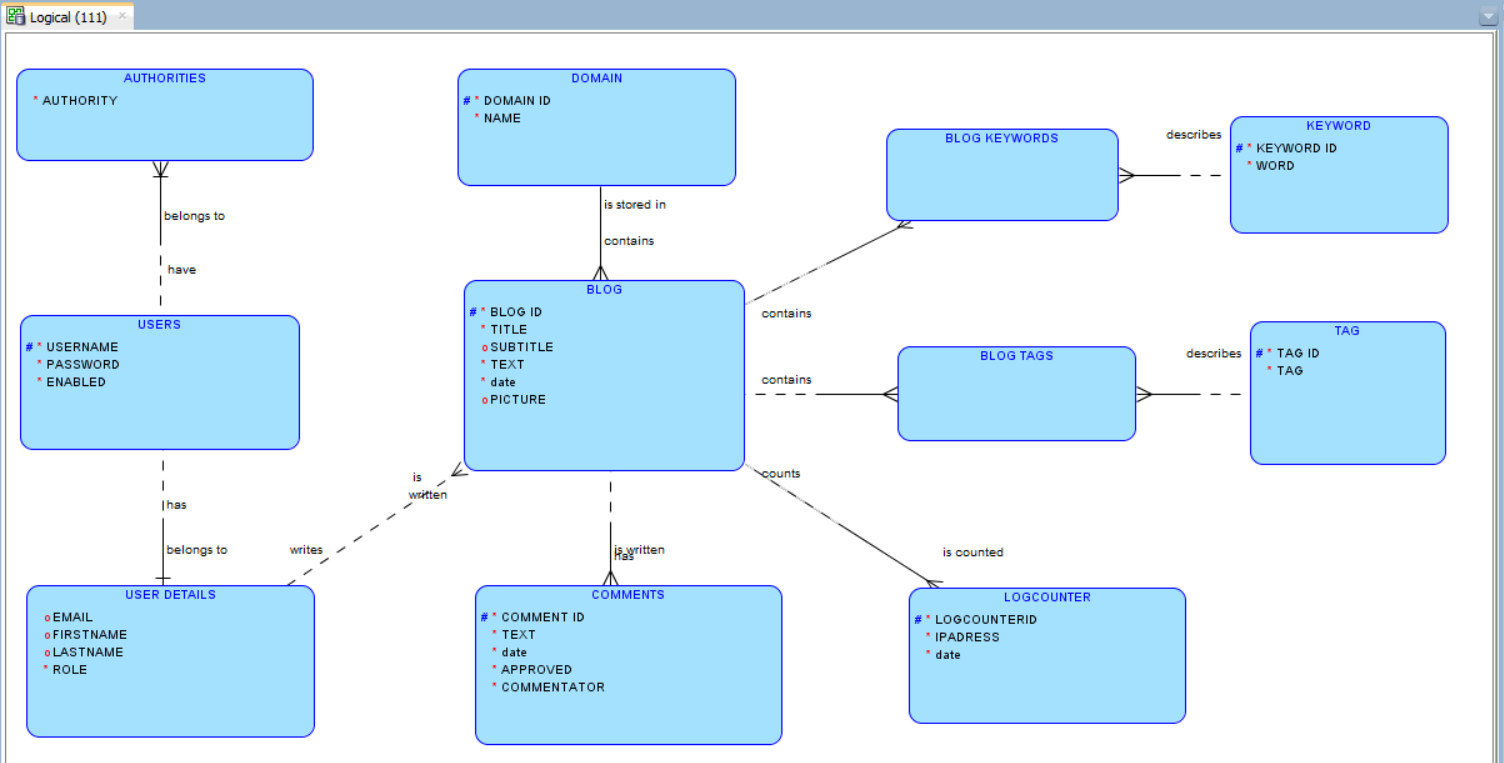 Logical (111)
AUTHORITIES
* AUTHORITY
DOMAIN
# * DOMAIN ID
* NAME
BLOG KEYWORDS
describes
KEYWORD
# * KEYWORD ID
* WORD
belongs to
have
is stored in
contains
USERS
# * USERNAME
* PASSWORD
* ENABLED
BLOG
# * BLOG ID
* TITLE
o SUBTITLE
* TEXT
* date
o PICTURE
contains
contains
BLOG TAGS
describes
TAG
# * TAG ID
* TAG
has
belongs to
writes
is
written
is written
has
counts
is counted
USER DETAILS
o EMAIL
o FIRSTNAME
o LASTNAME
* ROLE
COMMENTS
# * COMMENT ID
* TEXT
* date
* APPROVED
* COMMENTATOR
LOGCOUNTER
# * LOGCOUNTERID
* IPADRESS
* date